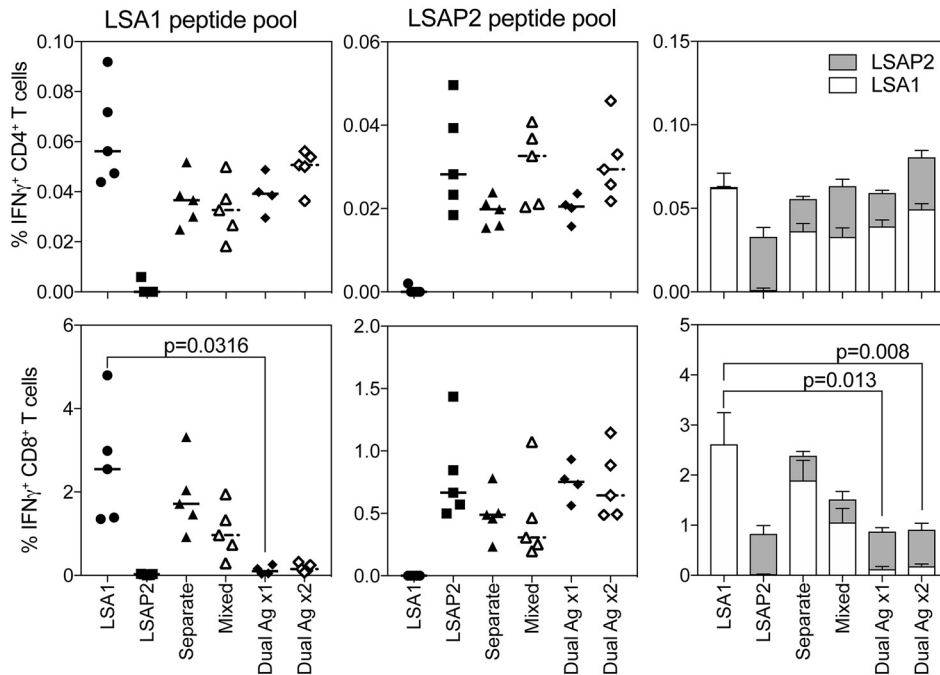 LSA1 peptide pool
LSAP2 peptide pool
% IFNγ⁺ CD4⁺ T cells
0.10
0.08
0.06
0.04
0.02
0.00
0.06
0.04
0.02
0.00
0.15
0.10
0.05
0.00
LSAP2
LSA1
% IFNγ⁺ CD8⁺ T cells
6
4
2
0
p=0.0316
2.0
1.5
1.0
0.5
0.0
5
4
3
2
1
0
p=0.008
p=0.013
LSA1
LSAP2
Separate
Mixed
Dual Ag x1
Dual Ag x2
LSA1
LSAP2
Separate
Mixed
Dual Ag x1
Dual Ag x2
LSA1
LSAP2
Separate
Mixed
Dual Ag x1
Dual Ag x2